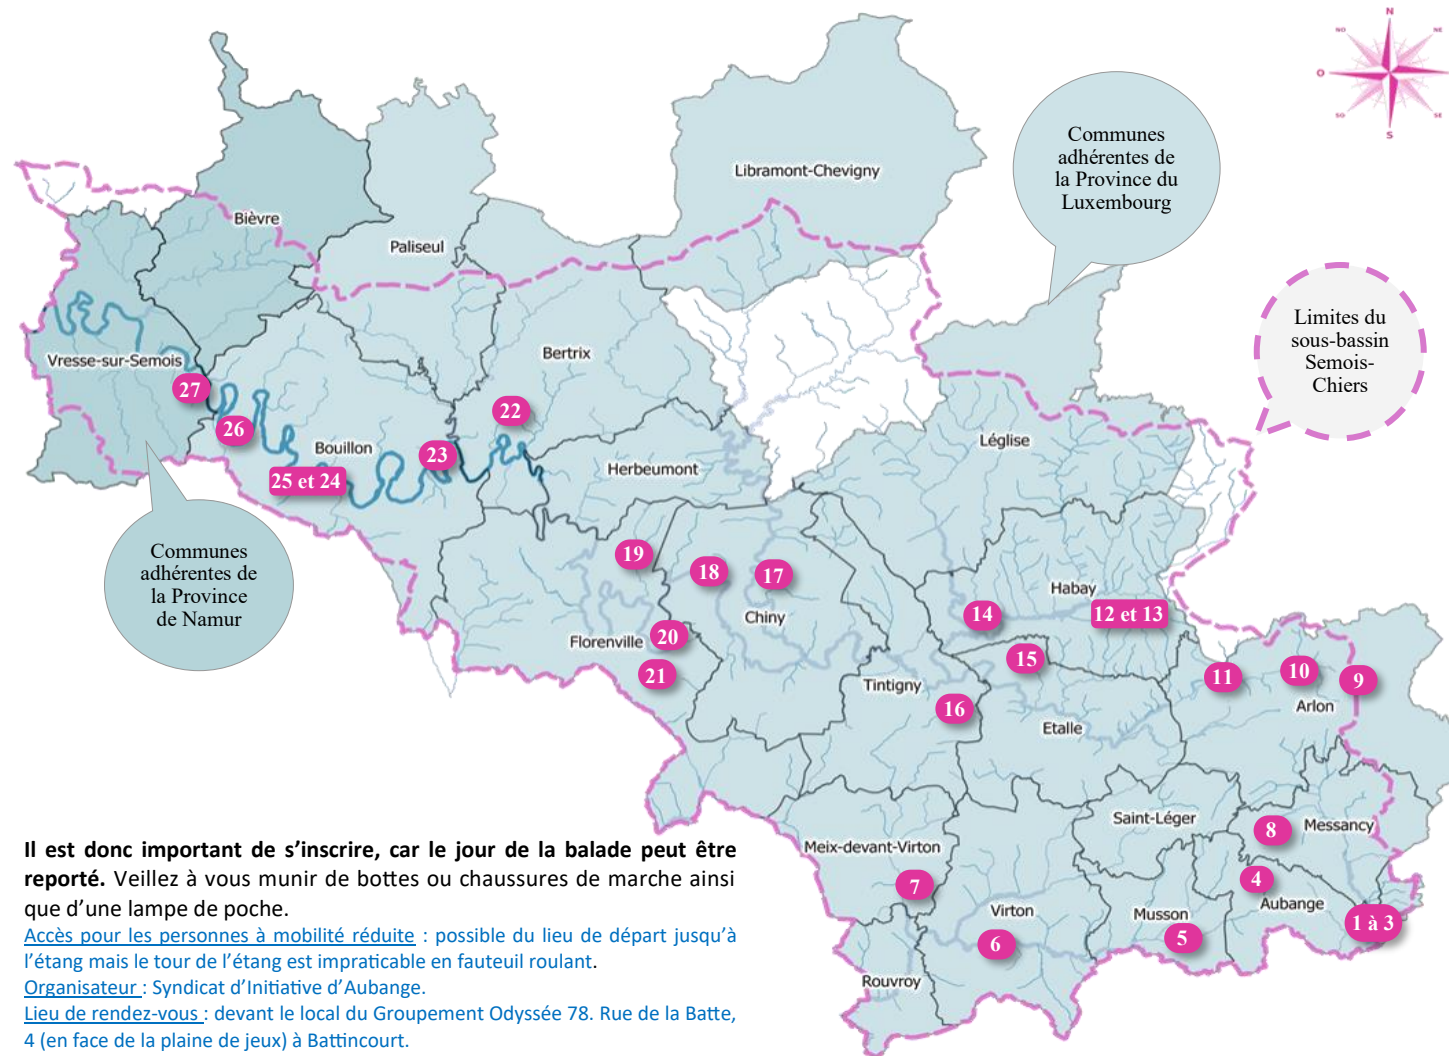 N
NO
NE
O
SO
SE
S
Communes
adhérentes de
la Province du
Luxembourg
Libramont-Chevigny
Bièvre
Paliseul
Limites du
sous-bassin
Semois-
Chiers
Vresse-sur-Semois
Bertrix
27
22
26
Bouillon
23
Léglise
25 et 24
Herbeumont
Communes
adhérentes de
la Province
de Namur
19
18
17
Habay
14
12 et 13
Chiny
Florenville
20
15
21
11
10
9
Tintigny
16
Arlon
Etalle
Saint-Léger
8
Messancy
Meix-devant-Virton
7
4
Aubange
Virton
Musson
1 à 3
6
5
Rouvroy
Il est donc important de s’inscrire, car le jour de la balade peut être
reporté. Veillez à vous munir de bottes ou chaussures de marche ainsi
que d’une lampe de poche.
Accès pour les personnes à mobilité réduite : possible du lieu de départ jusqu’à
l’étang mais le tour de l’étang est impraticable en fauteuil roulant.
Organisateur : Syndicat d’Initiative d’Aubange.
Lieu de rendez-vous : devant le local du Groupement Odyssée 78. Rue de la Batte,
4 (en face de la plaine de jeux) à Battincourt.